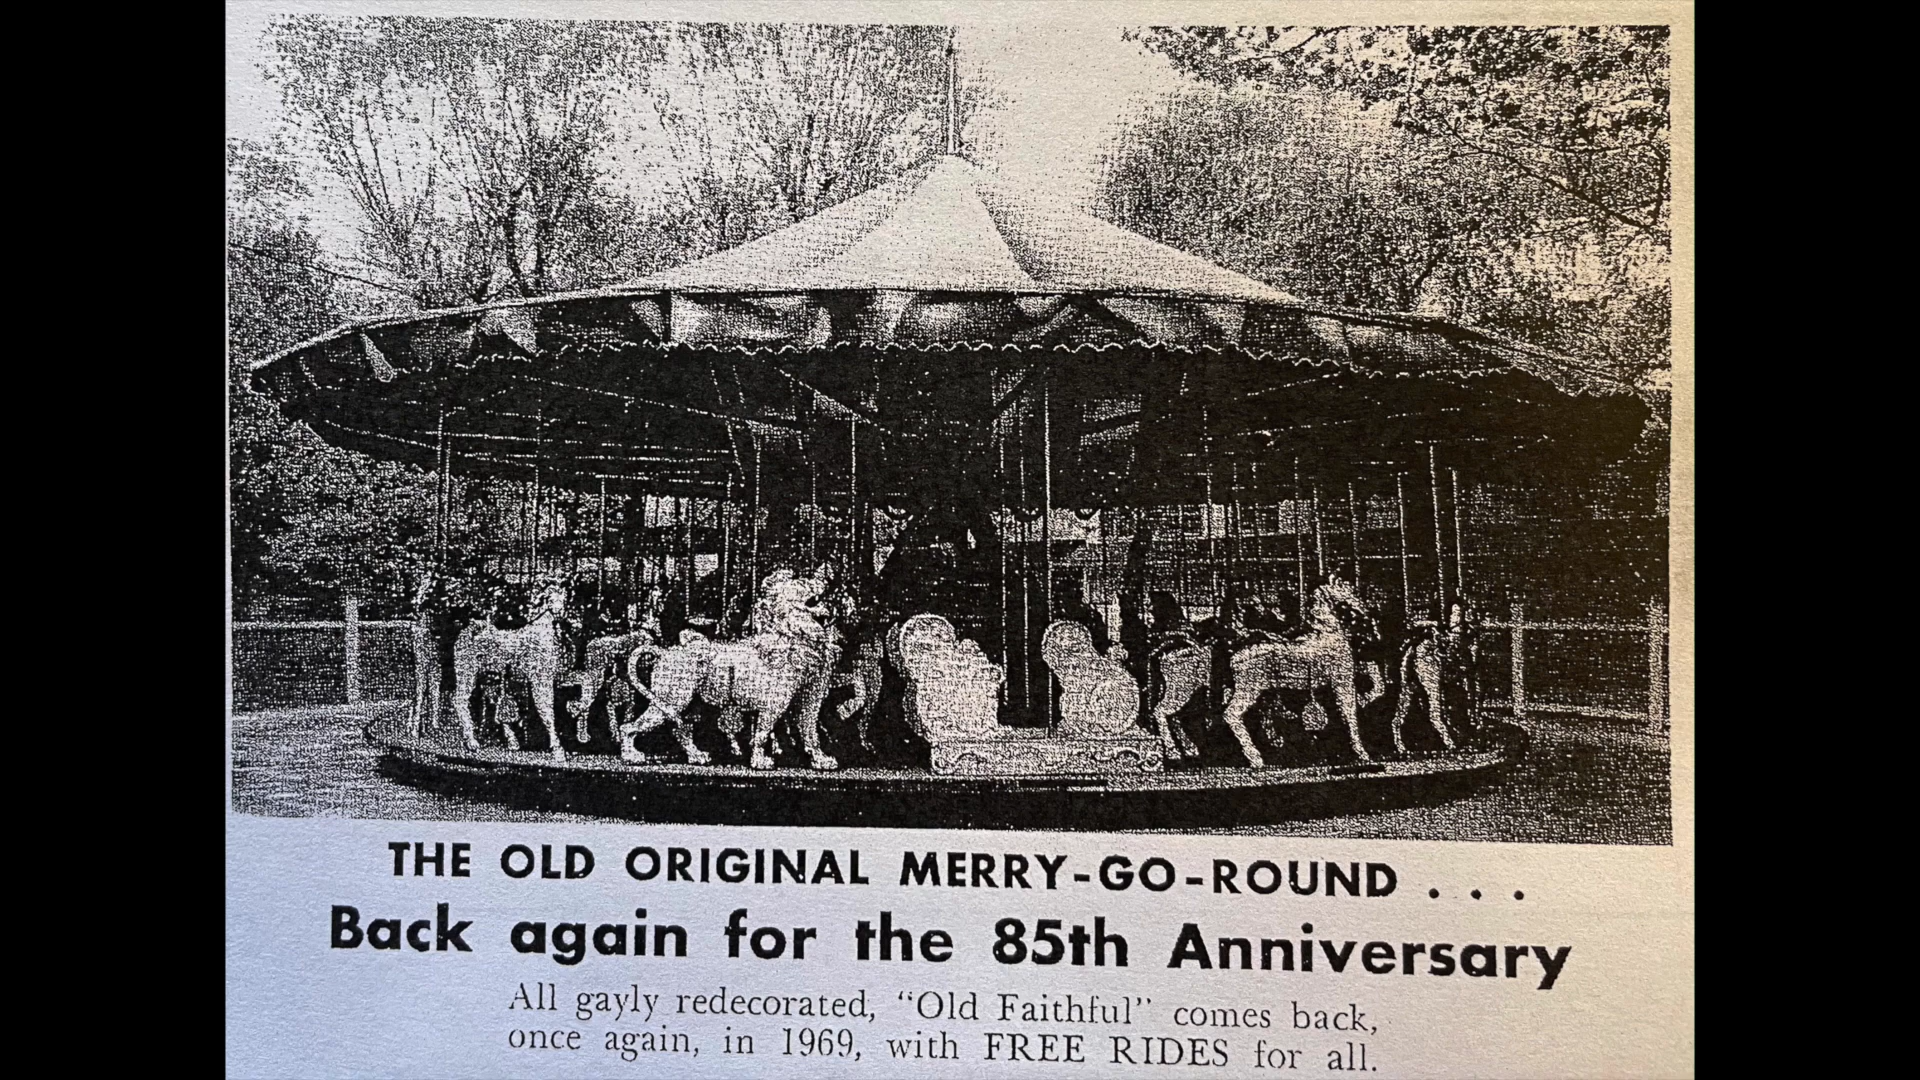 THE OLD ORIGINAL MERRY-GO-ROUND . . .
Back again for the 85th Anniversary
All gayly redecorated, “Old Faithful” comes back,
once again, in 1969, with FREE RIDES for all.